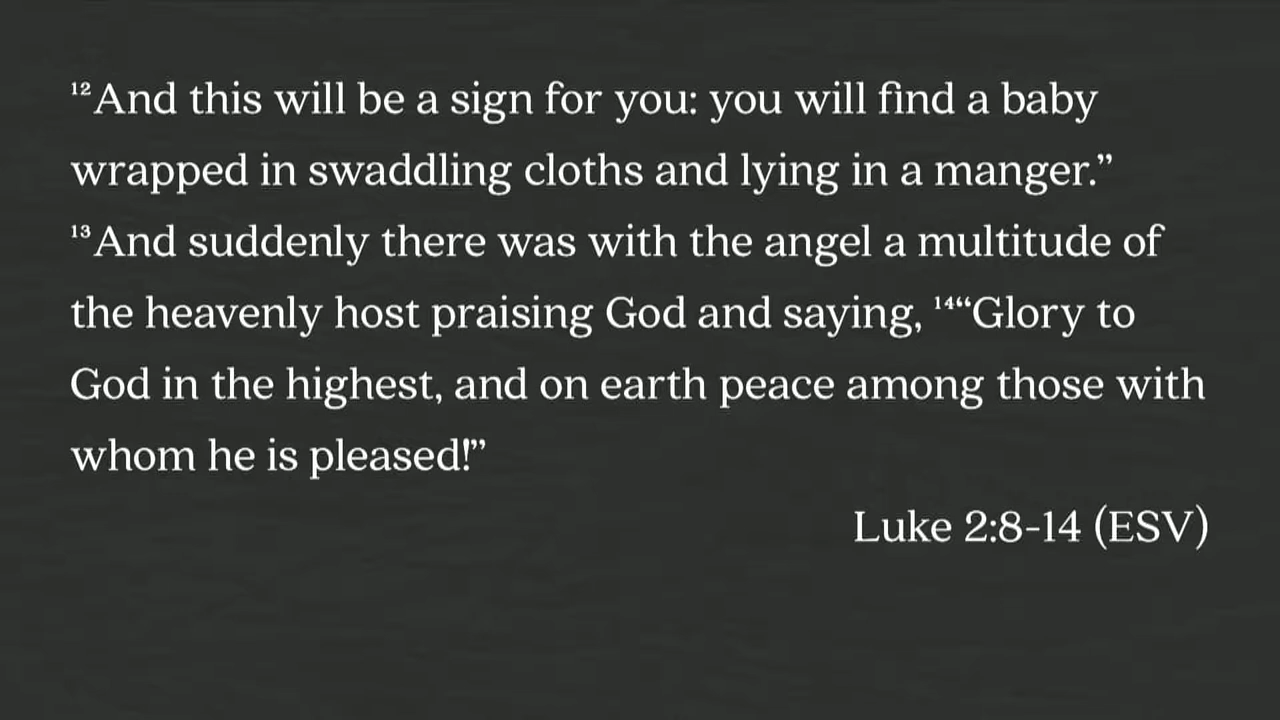 ¹²And this will be a sign for you: you will find a baby
wrapped in swaddling cloths and lying in a manger.”
¹³And suddenly there was with the angel a multitude of
the heavenly host praising God and saying, ¹⁴“Glory to
God in the highest, and on earth peace among those with
whom he is pleased!”
Luke 2:8-14 (ESV)